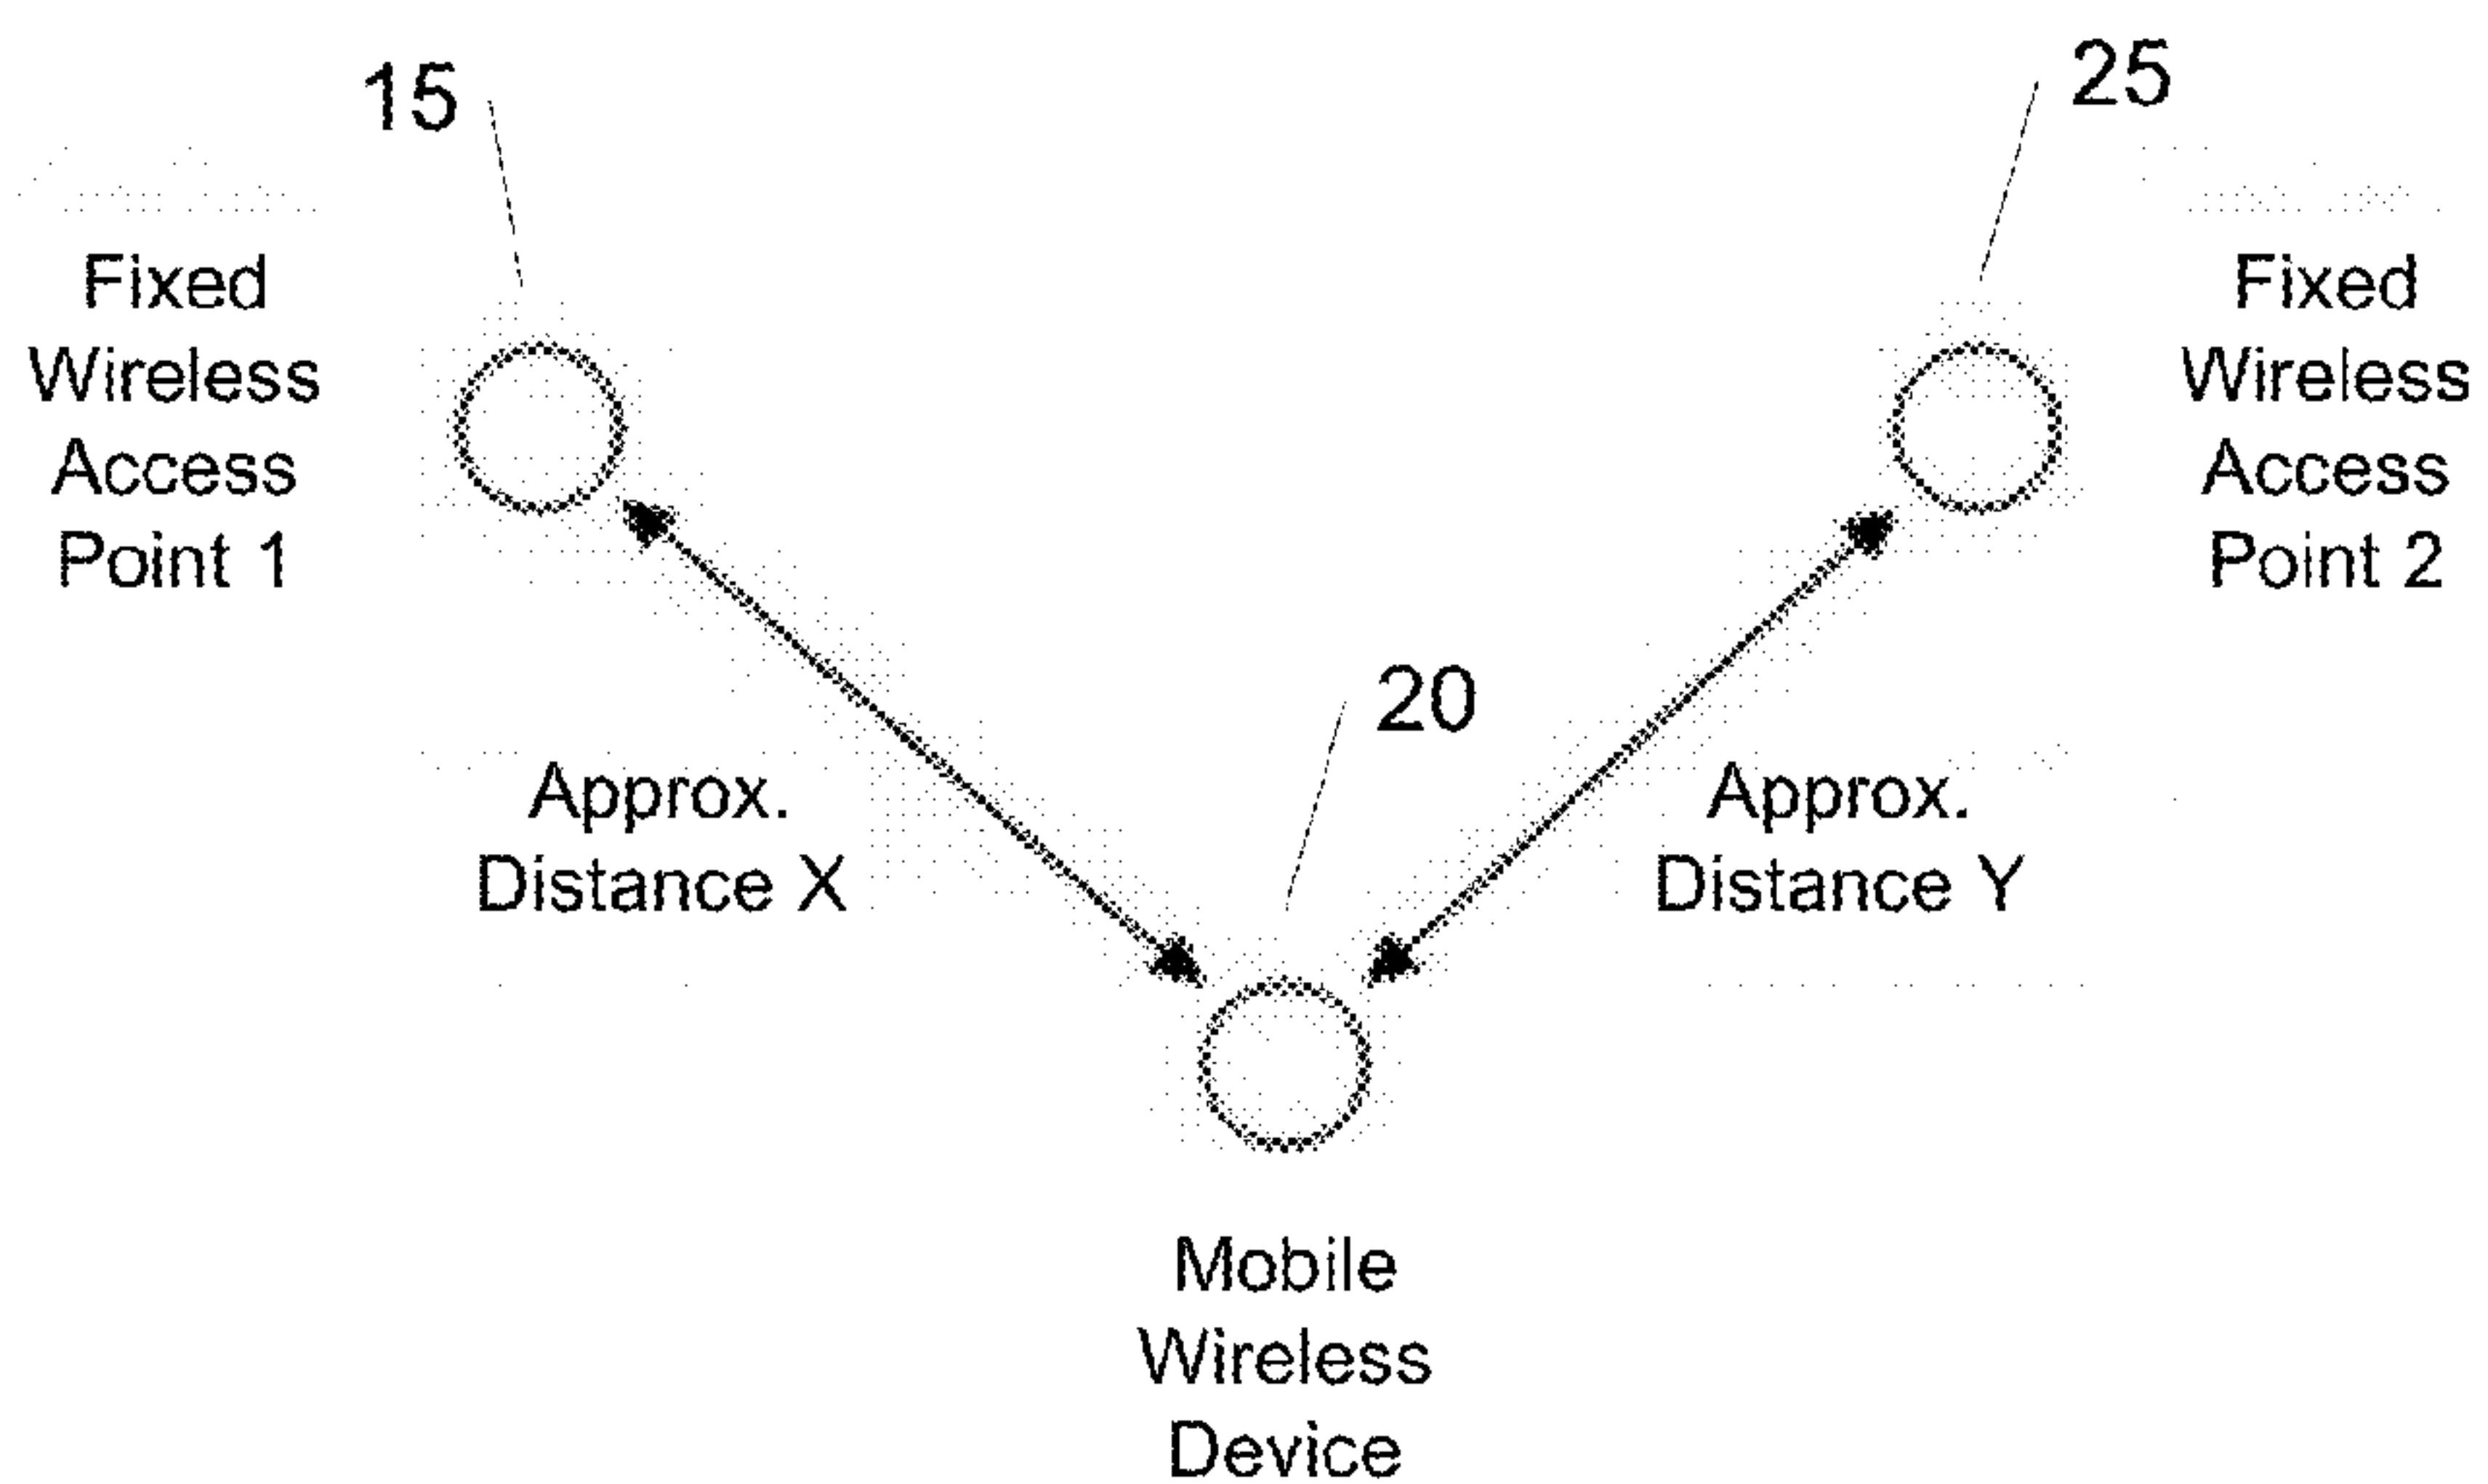 15
25
Fixed
Wireless
Access
Point 1
Fixed
Wireless
Access
Point 2
20
Approx.
Distance X
Approx.
Distance Y
Mobile
Wireless
Device